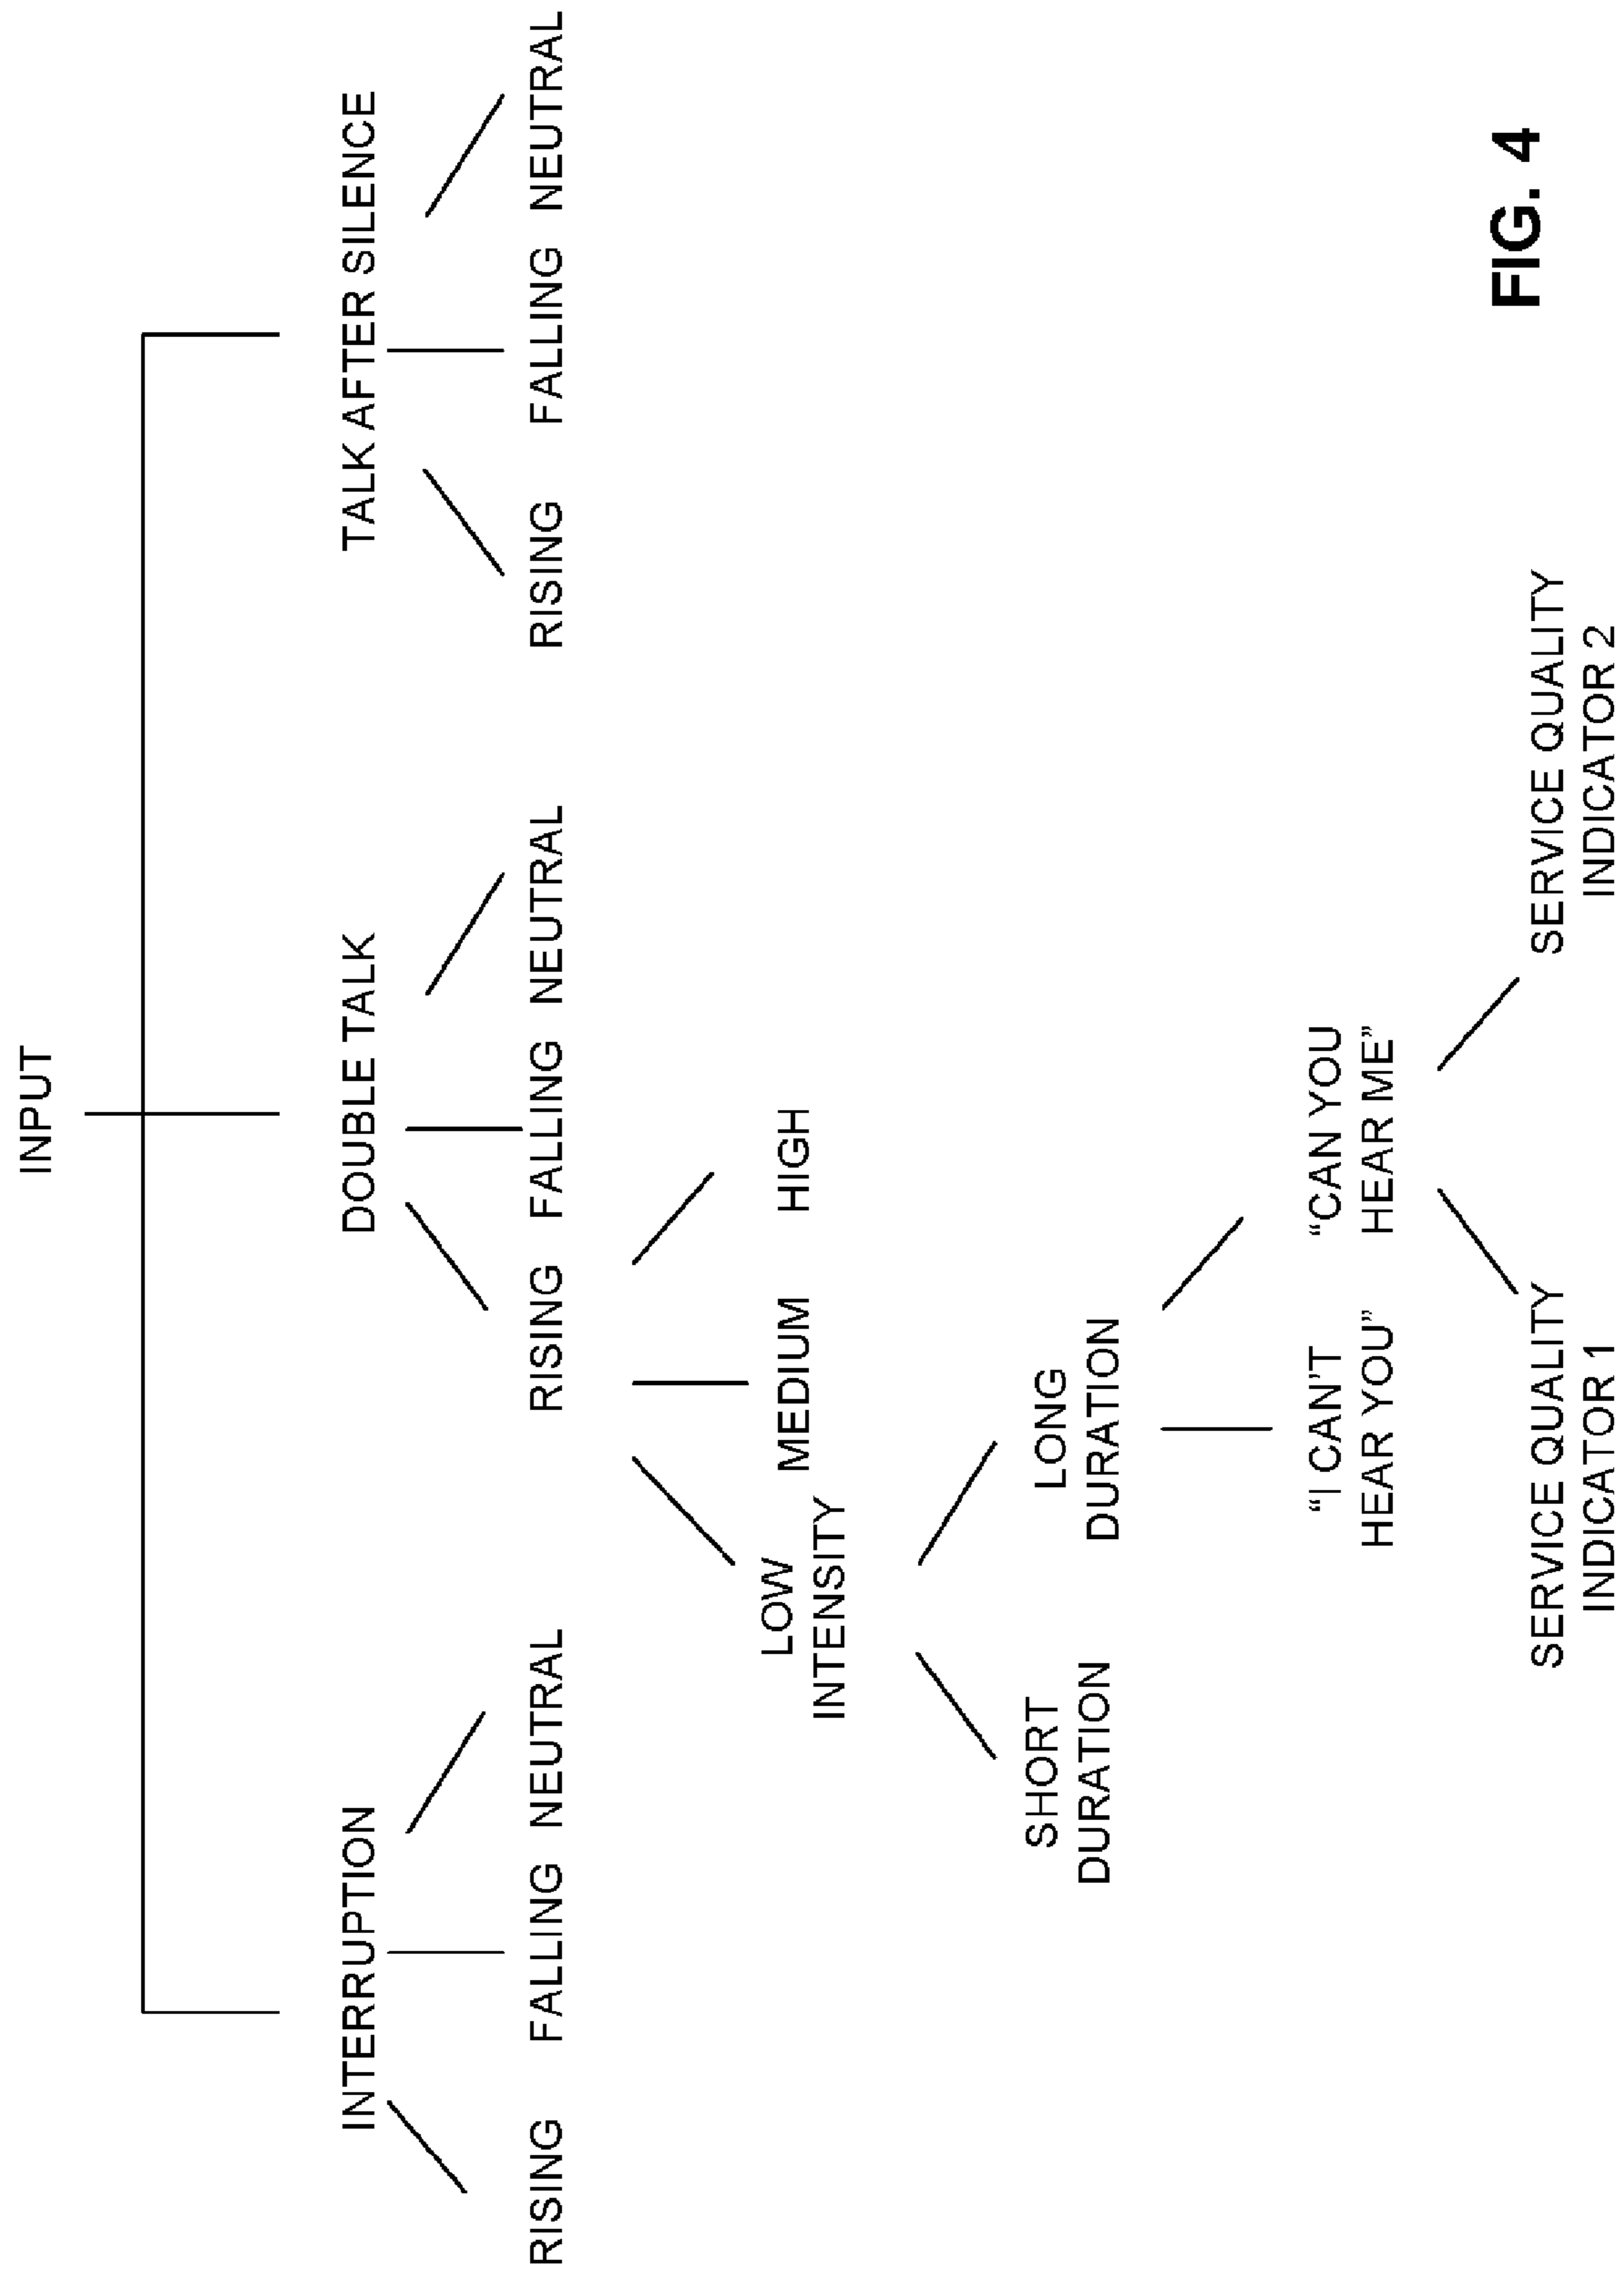 INPUT
INTERRUPTION
DOUBLE TALK
TALK AFTER SILENCE
RISING
FALLING
NEUTRAL
RISING
FALLING
NEUTRAL
RISING
FALLING
NEUTRAL
LOW
INTENSITY
MEDIUM
HIGH
SHORT
DURATION
LONG
DURATION
“I CAN'T
HEAR YOU”
“CAN YOU
HEAR ME”
SERVICE QUALITY
INDICATOR 1
SERVICE QUALITY
INDICATOR 2
FIG. 4